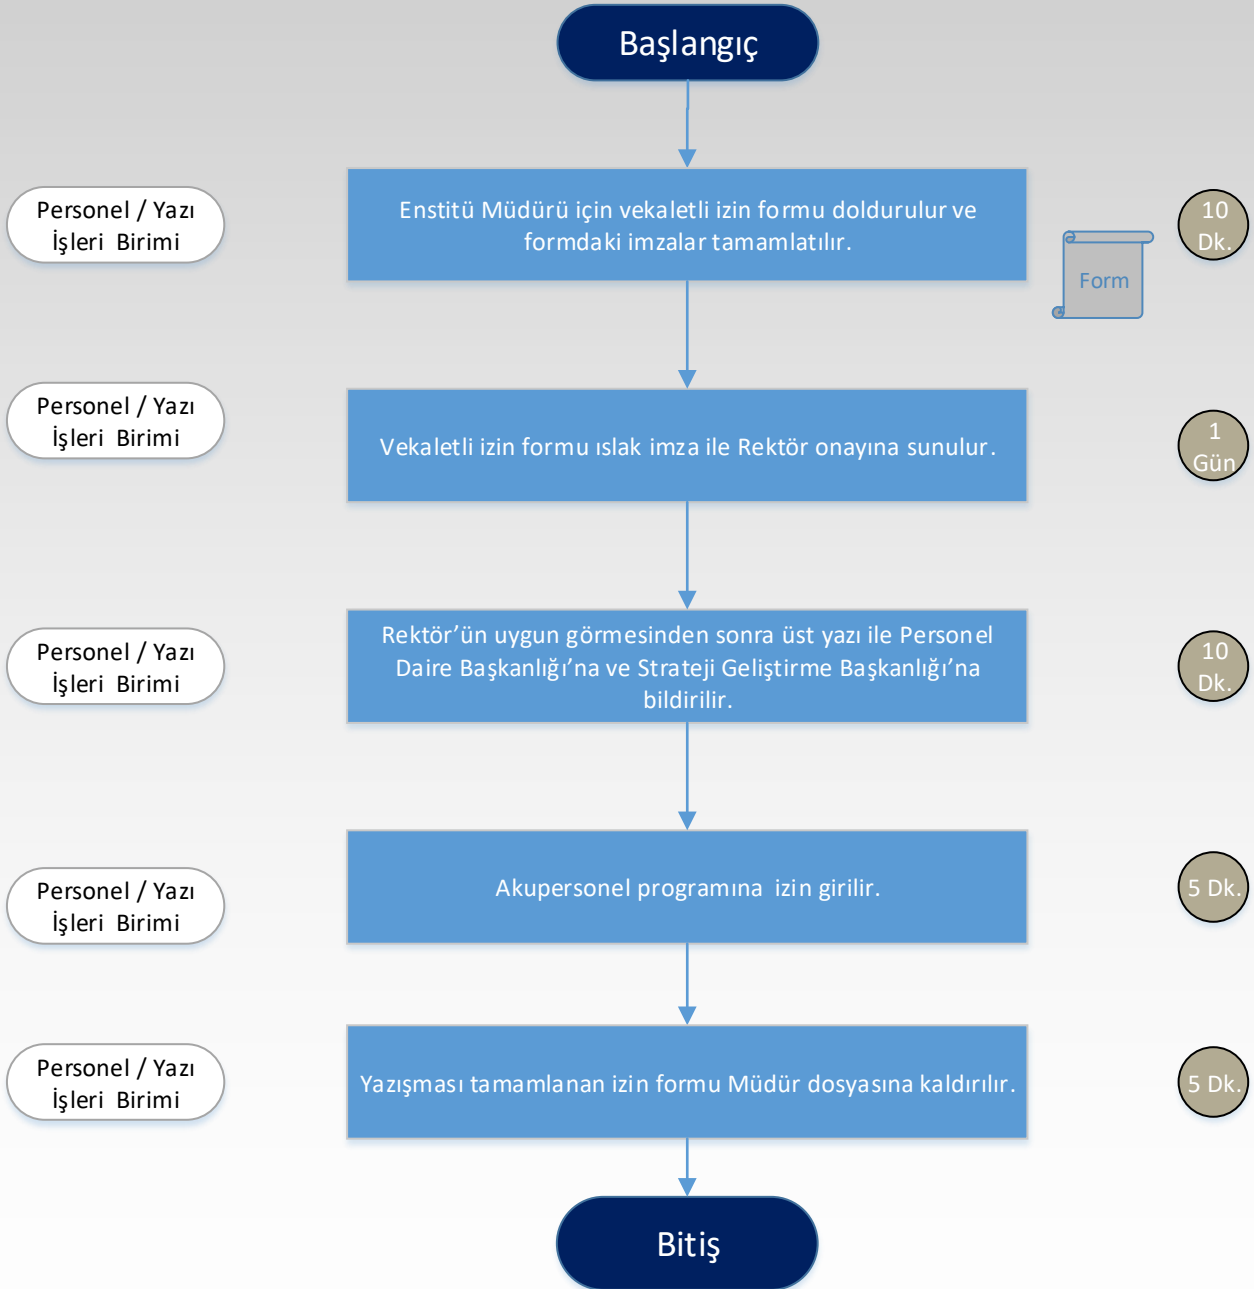 Başlangıç
Personel / Yazı
İşleri Birimi
Enstitü Müdürü için vekaletli izin formu doldurulur ve
formdaki imzalar tamamlatılır.
10
Dk.
Form
Personel / Yazı
İşleri Birimi
Vekaletli izin formu ıslak imza ile Rektör onayına sunulur.
1
Gün
Personel / Yazı
İşleri Birimi
Rektör’ün uygun görmesinden sonra üst yazı ile Personel
Daire Başkanlığı’na ve Strateji Geliştirme Başkanlığı’na
bildirilir.
10
Dk.
Personel / Yazı
İşleri Birimi
Akupersonel programına izin girilir.
5 Dk.
Personel / Yazı
İşleri Birimi
Yazışması tamamlanan izin formu Müdür dosyasına kaldırılır.
5 Dk.
Bitiş